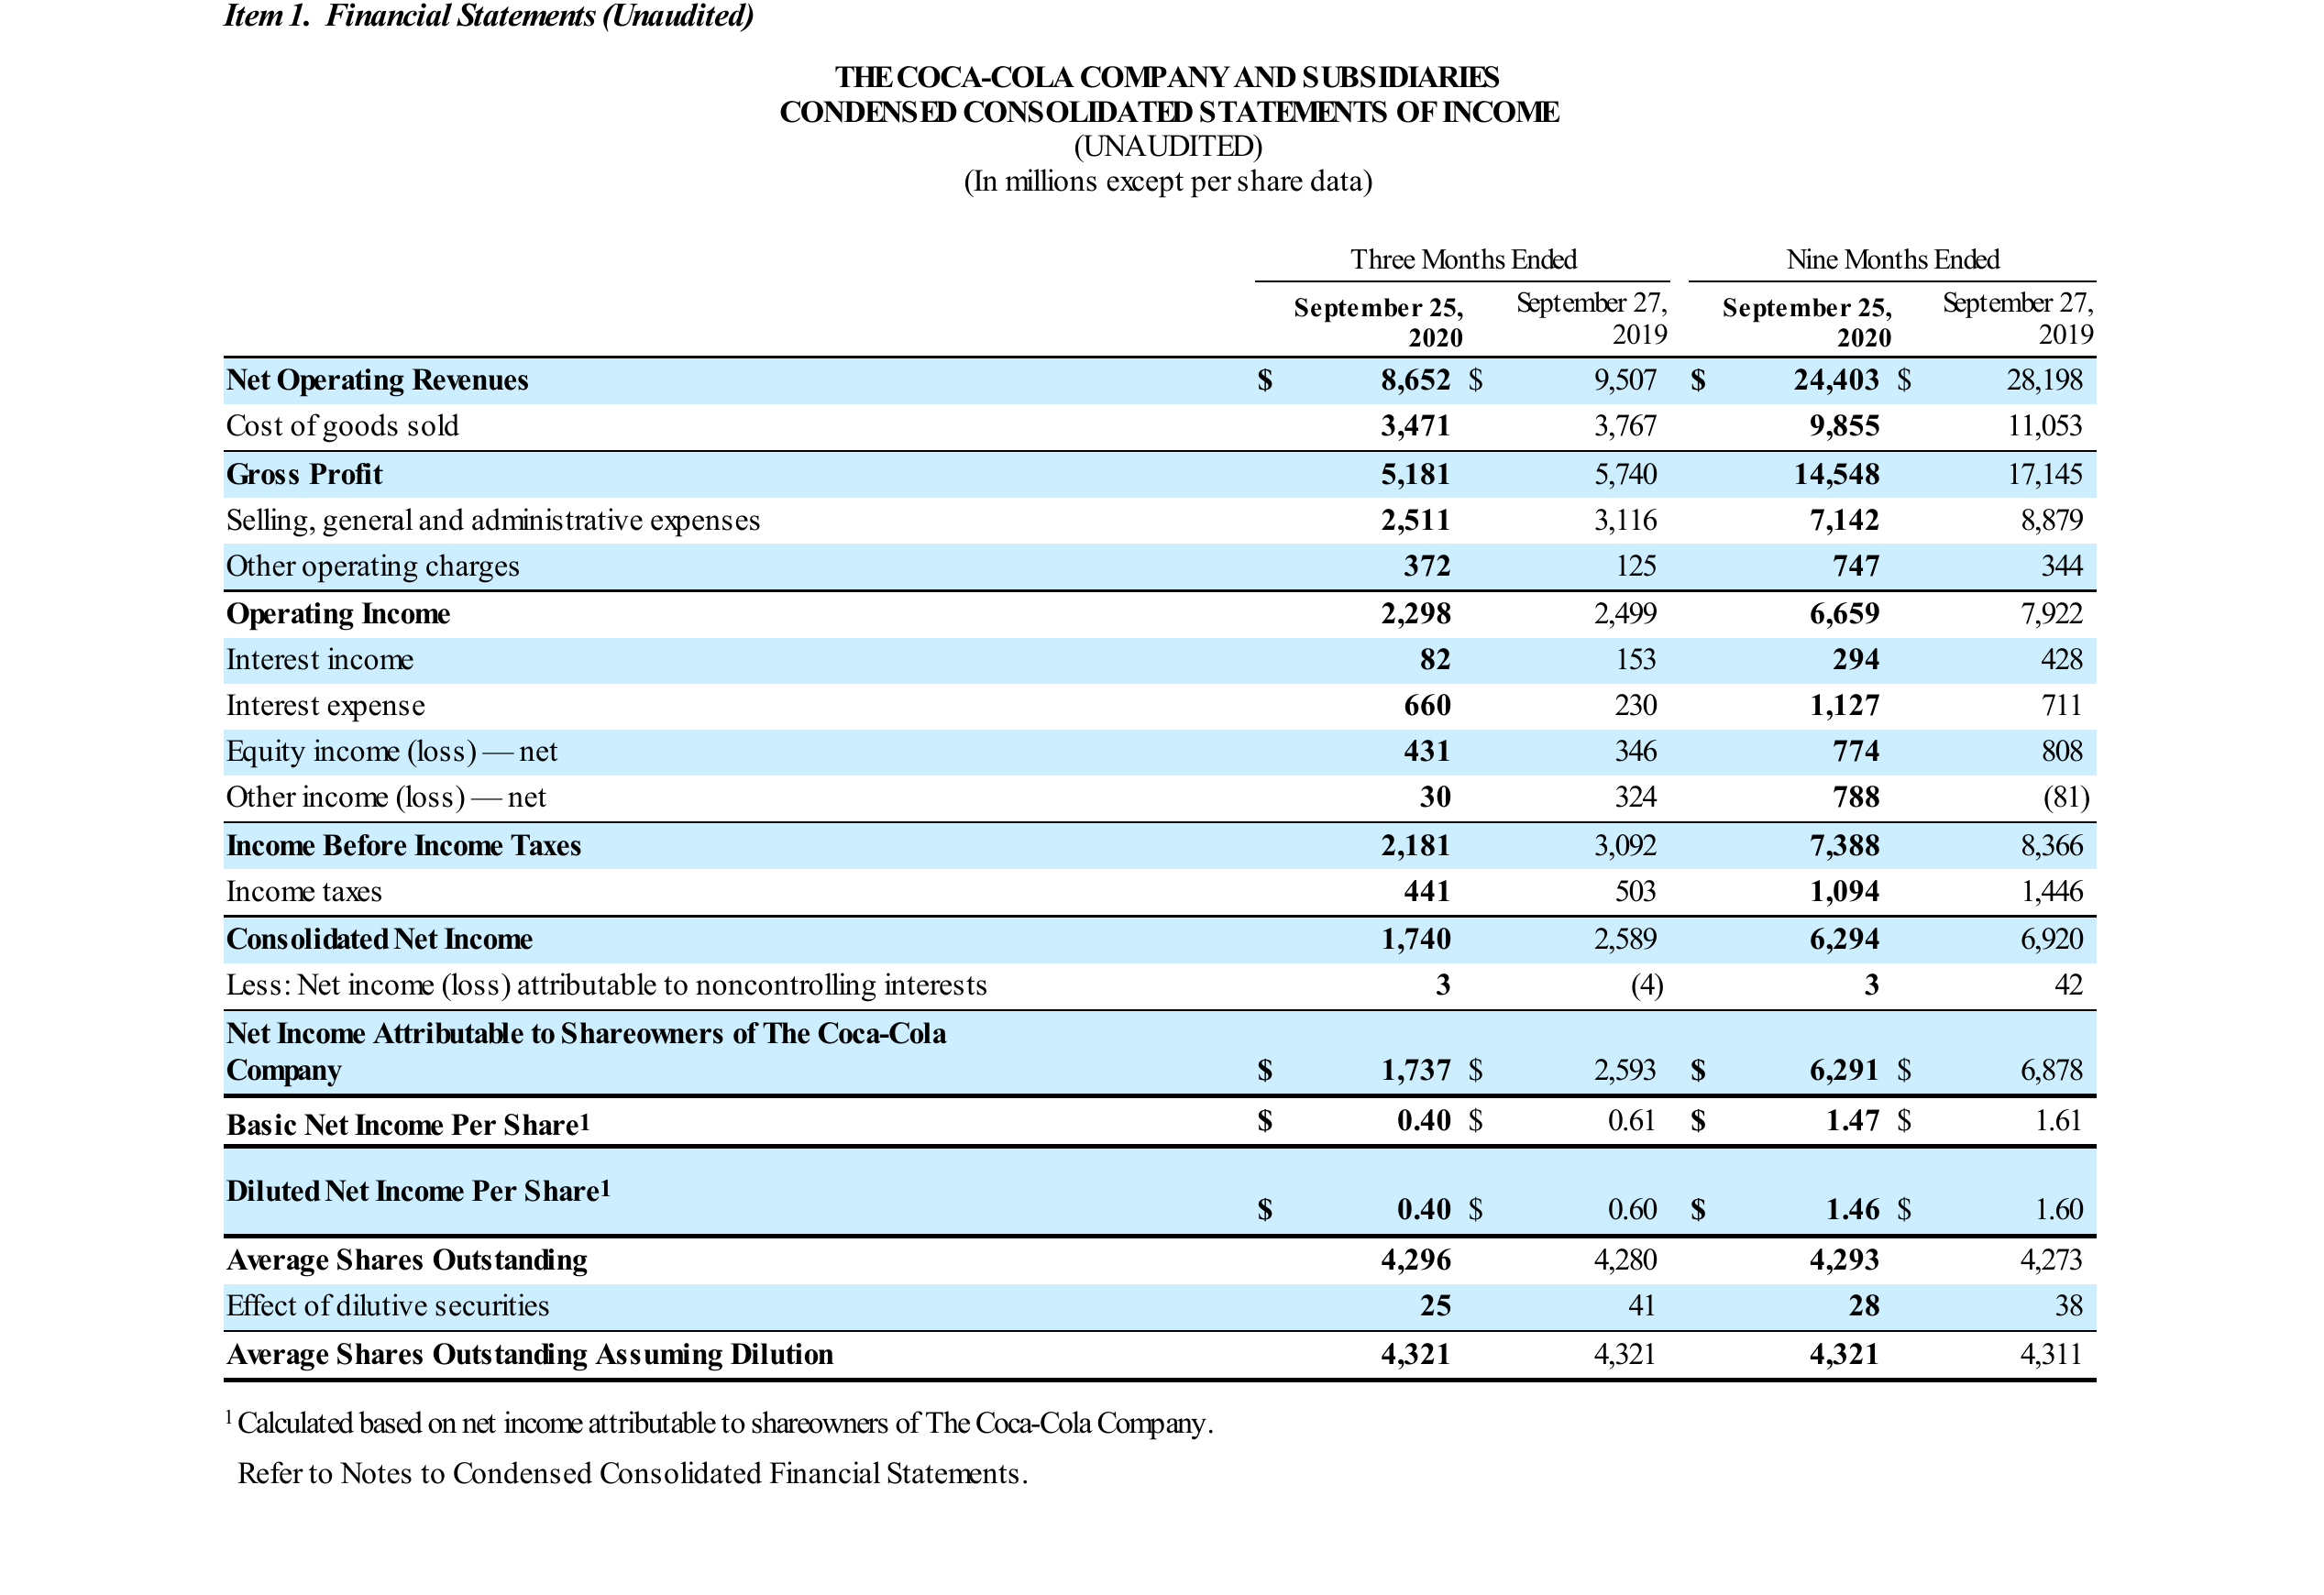 Item 1. Financial Statements (Unaudited)
THE COCA-COLA COMPANY AND SUBSIDIARIES
CONDENSED CONSOLIDATED STATEMENTS OF INCOME
(UNAUDITED)
(In millions except per share data)
Three Months Ended Nine Months Ended
September 25, 2020 September 27, 2019 September 25, 2020 September 27, 2019
Net Operating Revenues $ 8,652 $ 9,507 $ 24,403 $ 28,198
Cost of goods sold 3,471 3,767 9,855 11,053
Gross Profit 5,181 5,740 14,548 17,145
Selling, general and administrative expenses 2,511 3,116 7,142 8,879
Other operating charges 372 125 747 344
Operating Income 2,298 2,499 6,659 7,922
Interest income 82 153 294 428
Interest expense 660 230 1,127 711
Equity income (loss) — net 431 346 774 808
Other income (loss) — net 30 324 788 (81)
Income Before Income Taxes 2,181 3,092 7,388 8,366
Income taxes 441 503 1,094 1,446
Consolidated Net Income 1,740 2,589 6,294 6,920
Less: Net income (loss) attributable to noncontrolling interests 3 (4) 3 42
Net Income Attributable to Shareowners of The Coca-Cola
Company $ 1,737 $ 2,593 $ 6,291 $ 6,878
Basic Net Income Per Share1 $ 0.40 $ 0.61 $ 1.47 $ 1.61
Diluted Net Income Per Share1 $ 0.40 $ 0.60 $ 1.46 $ 1.60
Average Shares Outstanding 4,296 4,280 4,293 4,273
Effect of dilutive securities 25 41 28 38
Average Shares Outstanding Assuming Dilution 4,321 4,321 4,321 4,311
1 Calculated based on net income attributable to shareowners of The Coca-Cola Company.
Refer to Notes to Condensed Consolidated Financial Statements.